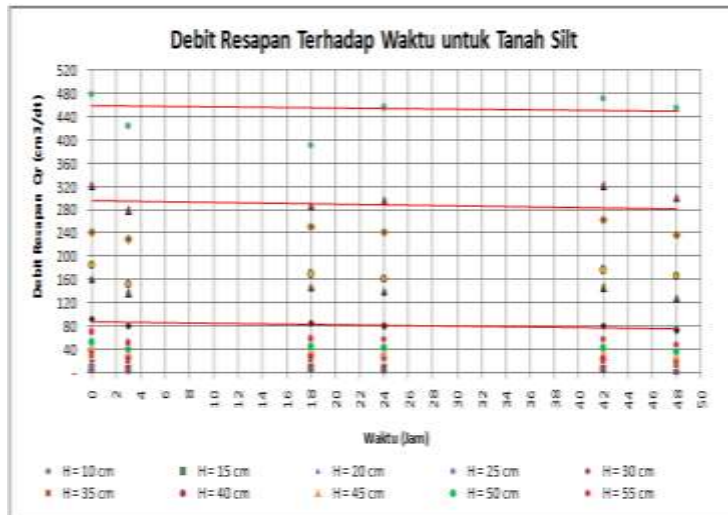 Debit Resapan Terhadap Waktu untuk Tanah Silt
Debit Resapan Qr (cm3/dt)
520
480
440
400
360
320
280
240
200
160
120
80
40
-
0 2 4 6 8 10 12 14 16 18 20 22 24 26 28 30 32 34 36 38 40 42 44 46 48 50
Waktu (Jam)
H = 10 cm H = 15 cm H = 20 cm H = 25 cm H = 30 cm
H = 35 cm H = 40 cm H = 45 cm H = 50 cm H = 55 cm